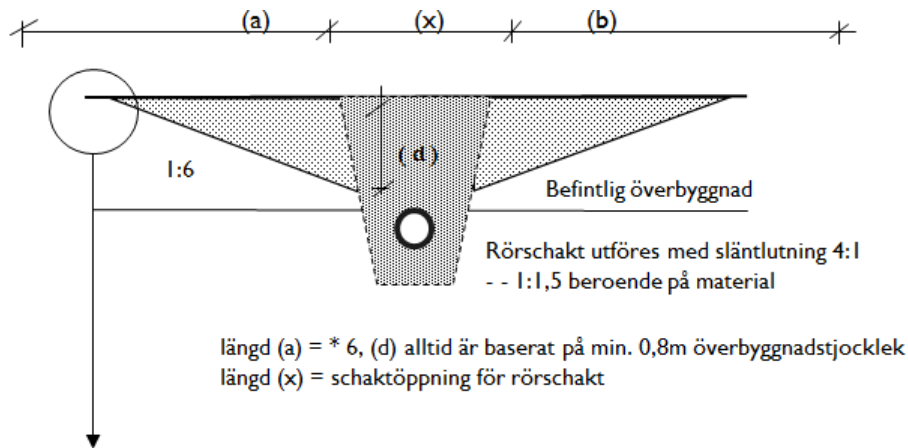 (a) (x) (b)
( d )
1:6
Befintlig överbyggnad
Rörschakt utföres med släntlutning 4:1
- - 1:1,5 beroende på material
längd (a) = * 6, (d) alltid är baserat på min. 0,8m överbyggnadstjocklek
längd (x) = schaktöppning för rörschakt